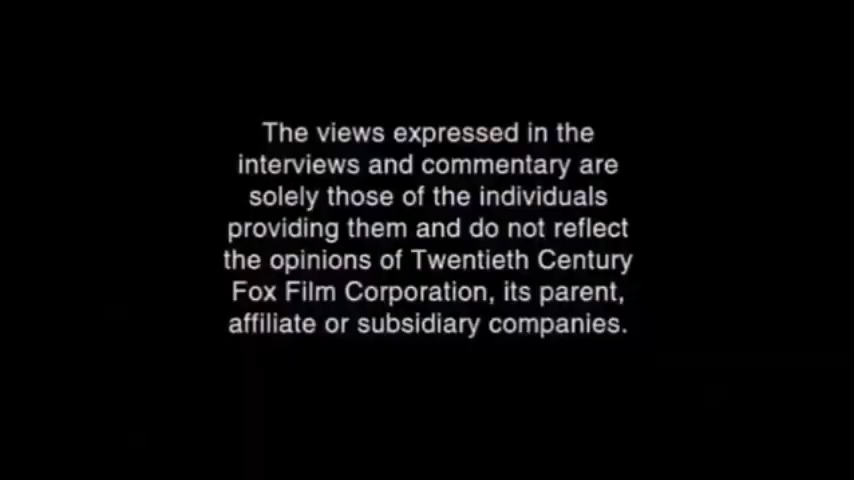 The views expressed in the
interviews and commentary are
solely those of the individuals
providing them and do not reflect
the opinions of Twentieth Century
Fox Film Corporation, its parent,
affiliate or subsidiary companies.